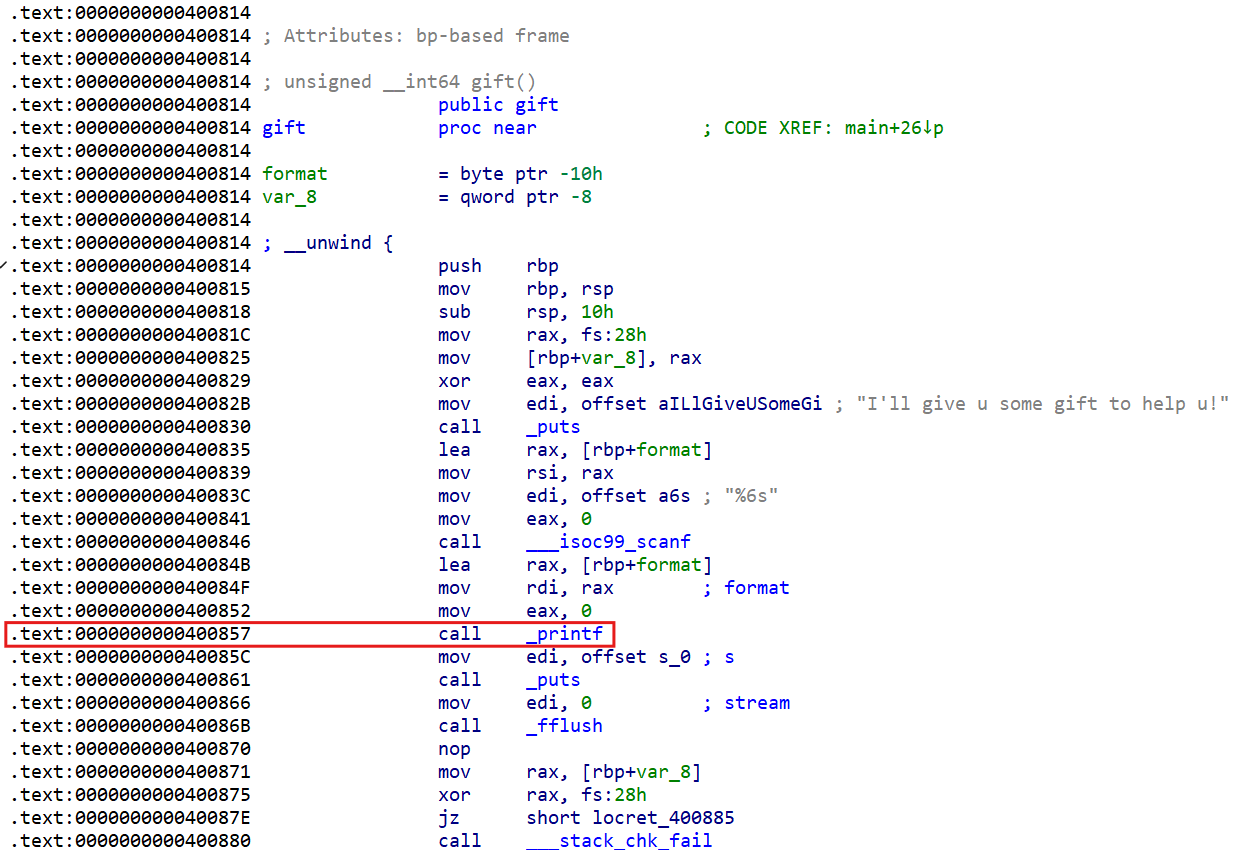 .text:0000000000400814
.text:0000000000400814 ; Attributes: bp-based frame
.text:0000000000400814
.text:0000000000400814 ; unsigned __int64 gift()
.text:0000000000400814 public gift
.text:0000000000400814 gift proc near ; CODE XREF: main+26↓p
.text:0000000000400814
.text:0000000000400814 format = byte ptr -10h
.text:0000000000400814 var_8 = qword ptr -8
.text:0000000000400814
.text:0000000000400814 ; __unwind {
.text:0000000000400814 push rbp
.text:0000000000400815 mov rbp, rsp
.text:0000000000400818 sub rsp, 10h
.text:000000000040081C mov rax, fs:28h
.text:0000000000400825 mov [rbp+var_8], rax
.text:0000000000400829 xor eax, eax
.text:000000000040082B mov edi, offset aILlGiveUSomeGi ; "I'll give u some gift to help u!"
.text:0000000000400830 call _puts
.text:0000000000400835 lea rax, [rbp+format]
.text:0000000000400839 mov rsi, rax
.text:000000000040083C mov edi, offset a6s ; "%6s"
.text:0000000000400841 mov eax, 0
.text:0000000000400846 call ___isoc99_scanf
.text:000000000040084B lea rax, [rbp+format]
.text:000000000040084F mov rdi, rax ; format
.text:0000000000400852 mov eax, 0
.text:0000000000400857 call _printf
.text:000000000040085C mov edi, offset s_0 ; s
.text:0000000000400861 call _puts
.text:0000000000400866 mov edi, 0 ; stream
.text:000000000040086B call _fflush
.text:0000000000400870 nop
.text:0000000000400871 mov rax, [rbp+var_8]
.text:0000000000400875 xor rax, fs:28h
.text:000000000040087E jz short locret_400885
.text:0000000000400880 call ___stack_chk_fail